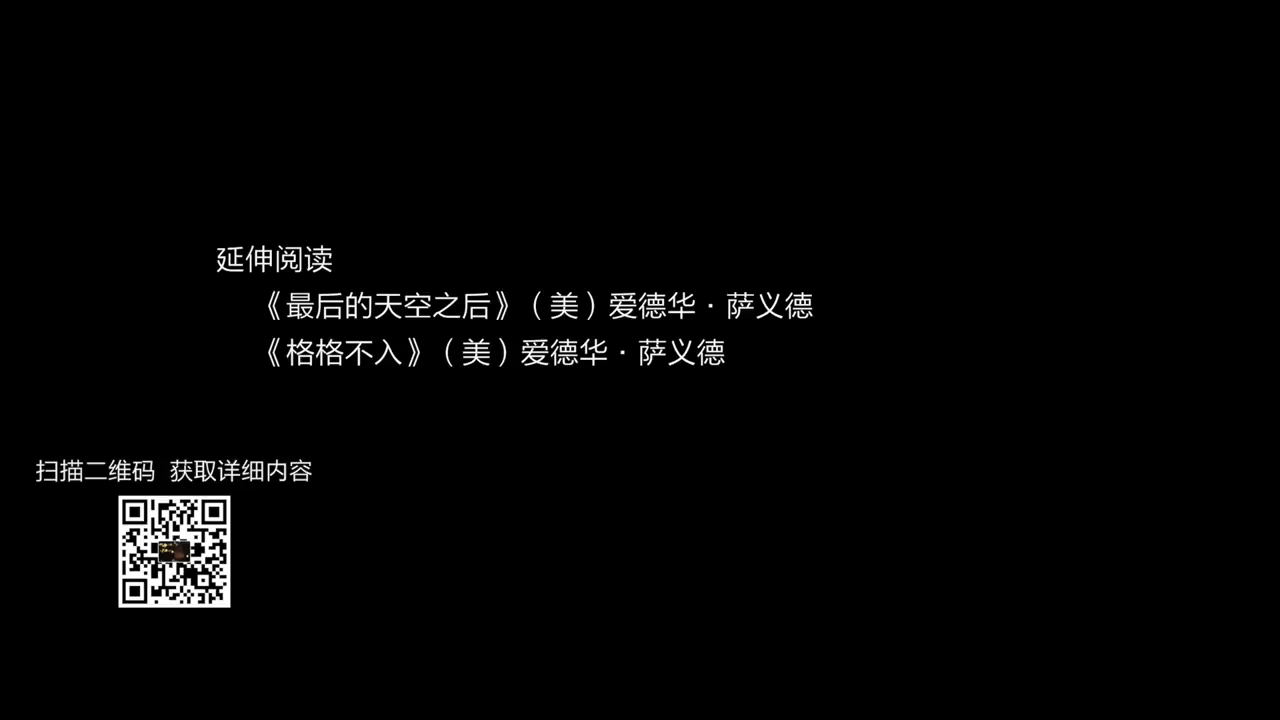 延伸阅读
《最后的天空之后》（美）爱德华·萨义德
《格格不入》（美）爱德华·萨义德
扫描二维码 获取详细内容